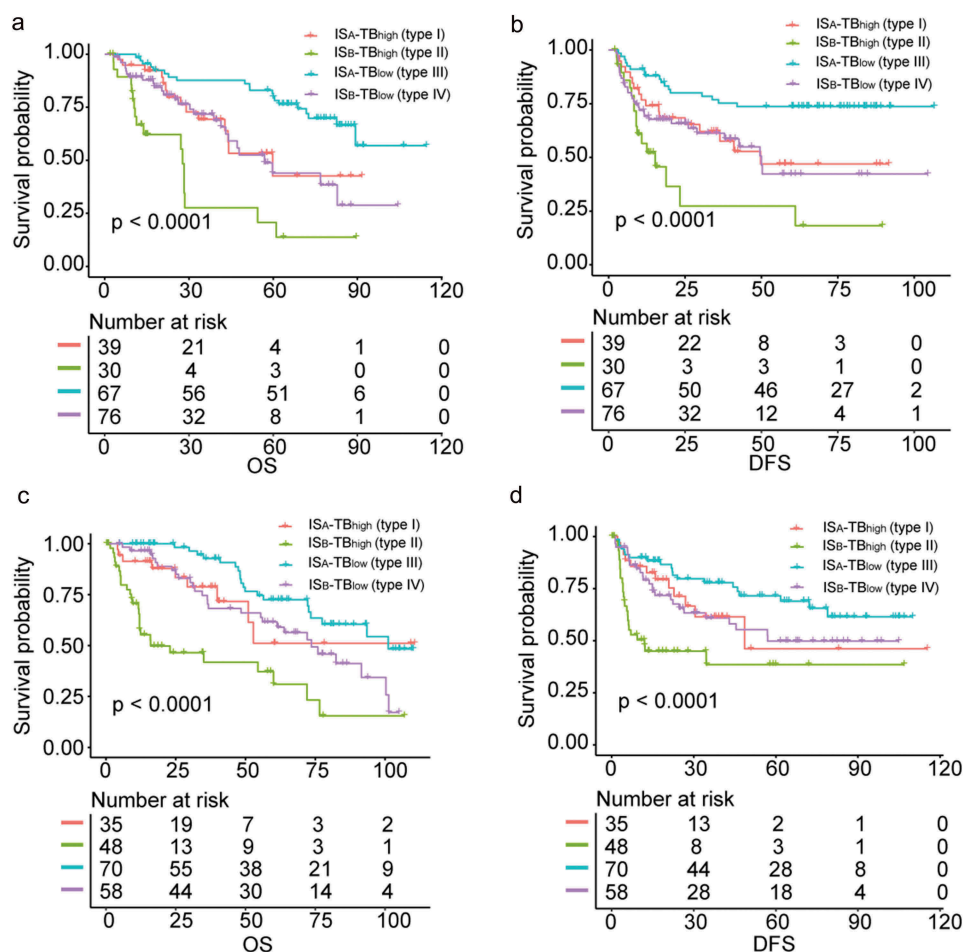 a
ISA-TBhigh (type I)
ISB-TBhigh (type II)
ISA-TBlow (type III)
ISB-TBlow (type IV)
Survival probability
1.00
0.75
0.50
0.25
0.00
p < 0.0001
0 30 60 90 120
Number at risk
39 21 4 1 0
30 4 3 0 0
67 56 51 6 0
76 32 8 1 0
0 30 60 90 120
OS
b
ISA-TBhigh (type I)
ISB-TBhigh (type II)
ISA-TBlow (type III)
ISB-TBlow (type IV)
Survival probability
1.00
0.75
0.50
0.25
0.00
p < 0.0001
0 25 50 75 100
Number at risk
39 22 8 3 0
30 3 3 1 0
67 50 46 27 2
76 32 12 4 1
0 25 50 75 100
DFS
c
ISA-TBhigh (type I)
ISB-TBhigh (type II)
ISA-TBlow (type III)
ISB-TBlow (type IV)
Survival probability
1.00
0.75
0.50
0.25
0.00
p < 0.0001
0 25 50 75 100
Number at risk
35 19 7 3 2
48 13 9 3 1
70 55 38 21 9
58 44 30 14 4
0 25 50 75 100
OS
d
ISA-TBhigh (type I)
ISB-TBhigh (type II)
ISA-TBlow (type III)
ISB-TBlow (type IV)
Survival probability
1.00
0.75
0.50
0.25
0.00
p < 0.0001
0 30 60 90 120
Number at risk
35 13 2 1 0
48 8 3 1 0
70 44 28 8 0
58 28 18 4 0
0 30 60 90 120
DFS